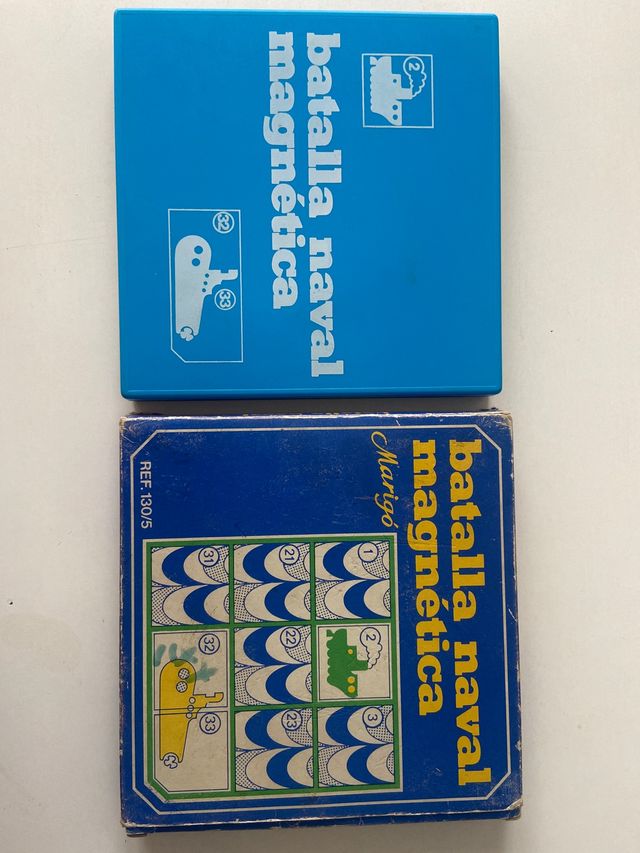 batalla naval
magnética
2
32
33
batalla naval
magnética
Marigó
1
2
3
21
22
23
31
32
33
REF. 130/5